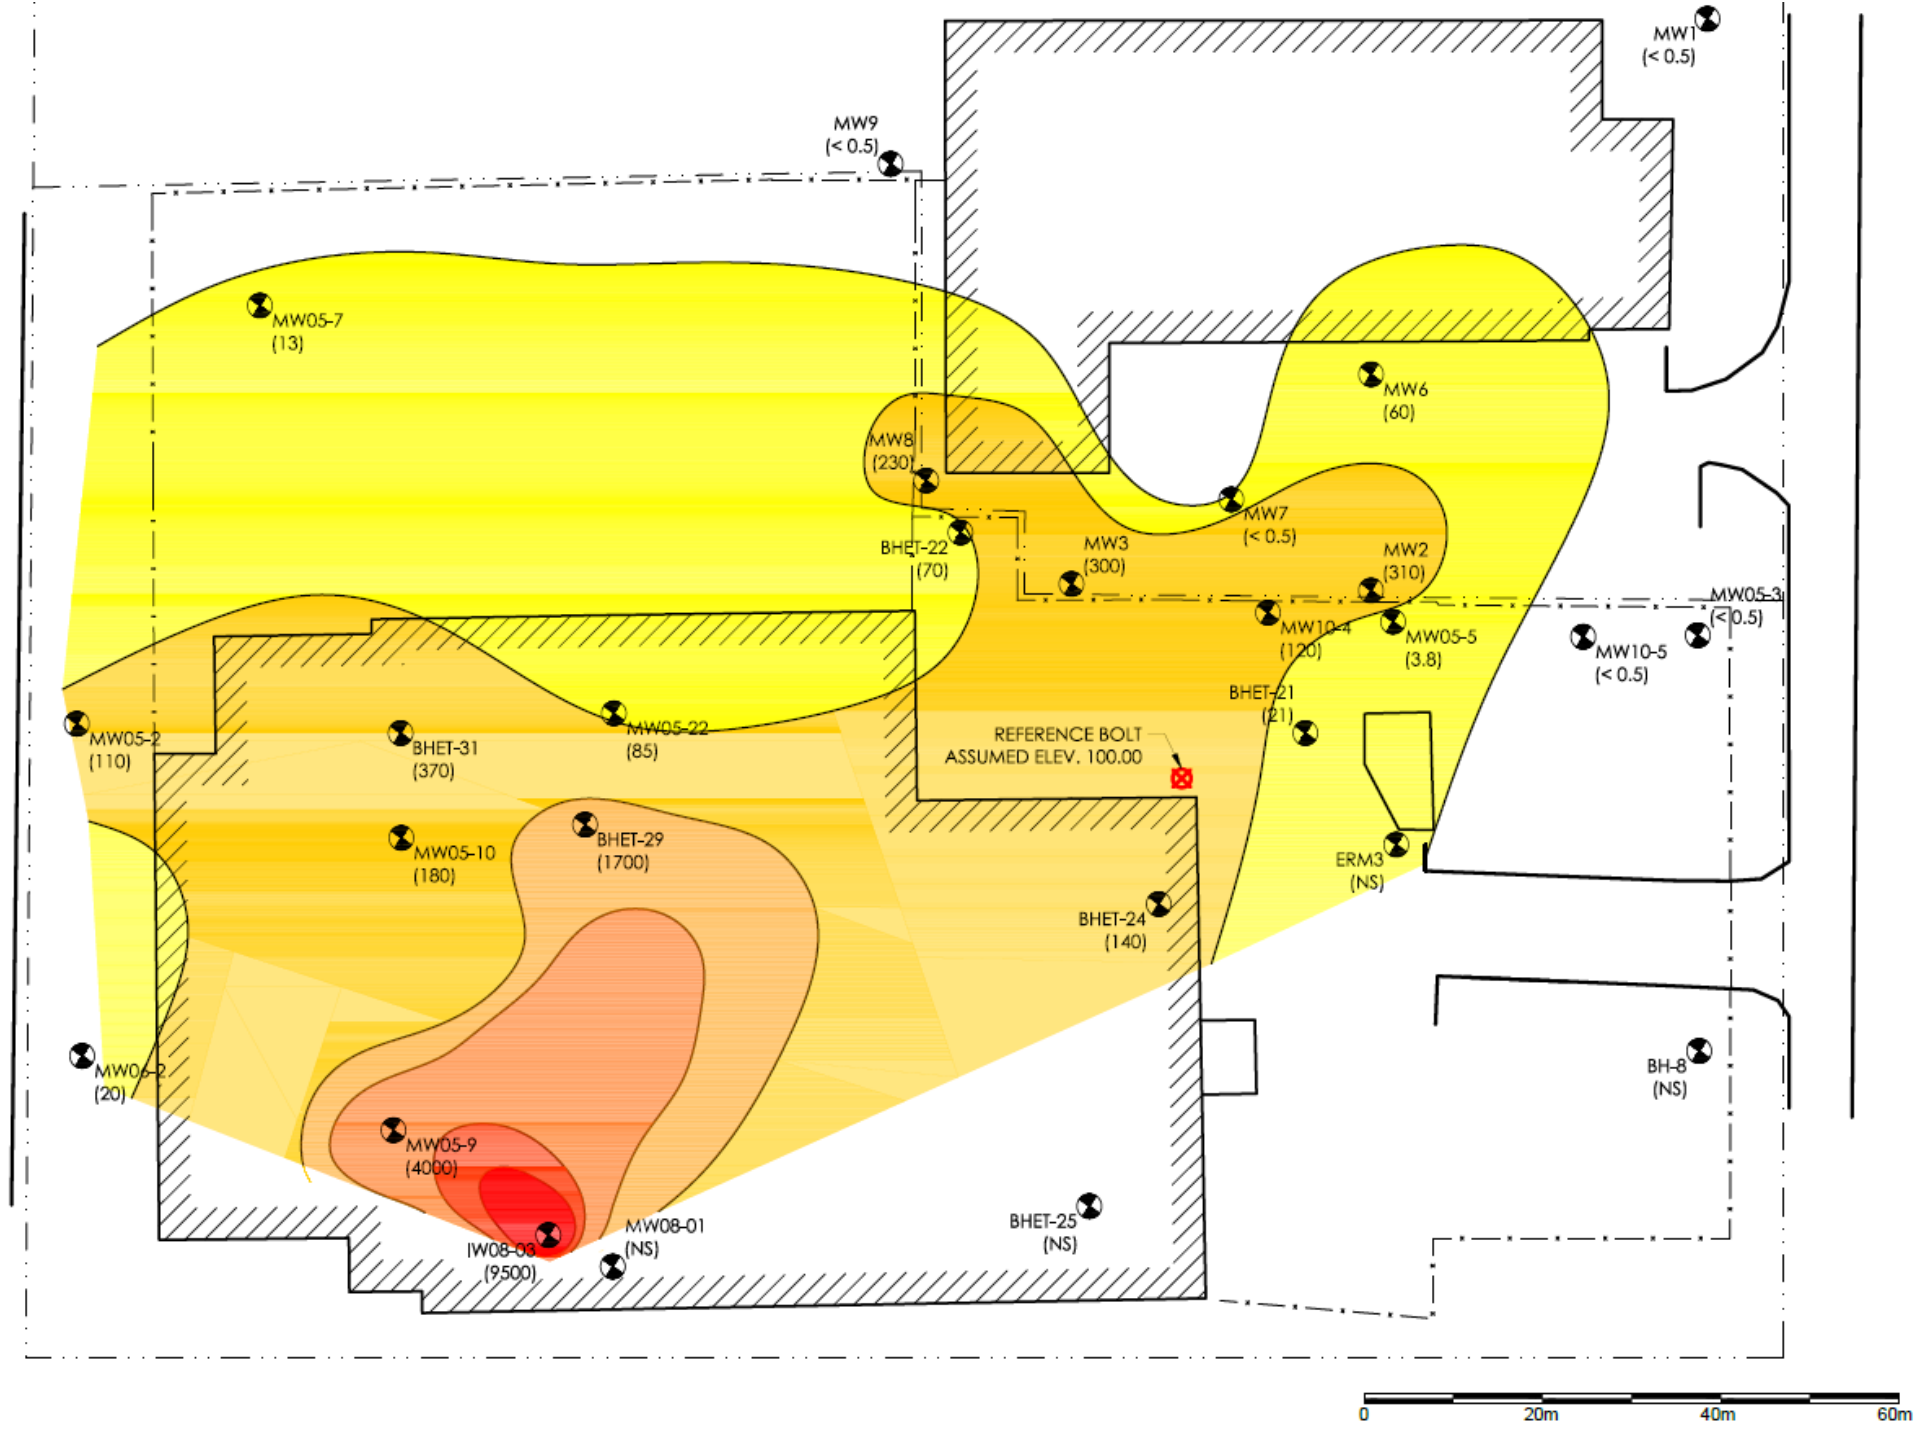 MW1
(< 0.5)
MW9
(< 0.5)
MW05-7
(13)
MW6
(60)
MW8
(230)
MW7
(< 0.5)
BHET-22
(70)
MW3
(300)
MW2
(310)
MW05-3
(< 0.5)
MW10-4
(120)
MW05-5
(3.8)
MW10-5
(< 0.5)
BHET-21
(21)
MW05-2
(110)
BHET-31
(370)
MW05-22
(85)
REFERENCE BOLT
ASSUMED ELEV. 100.00
MW05-10
(180)
BHET-29
(1700)
ERM3
(NS)
BHET-24
(140)
MW06-2
(20)
BH-8
(NS)
MW05-9
(4000)
IW08-03
(9500)
MW08-01
(NS)
BHET-25
(NS)
0 20m 40m 60m